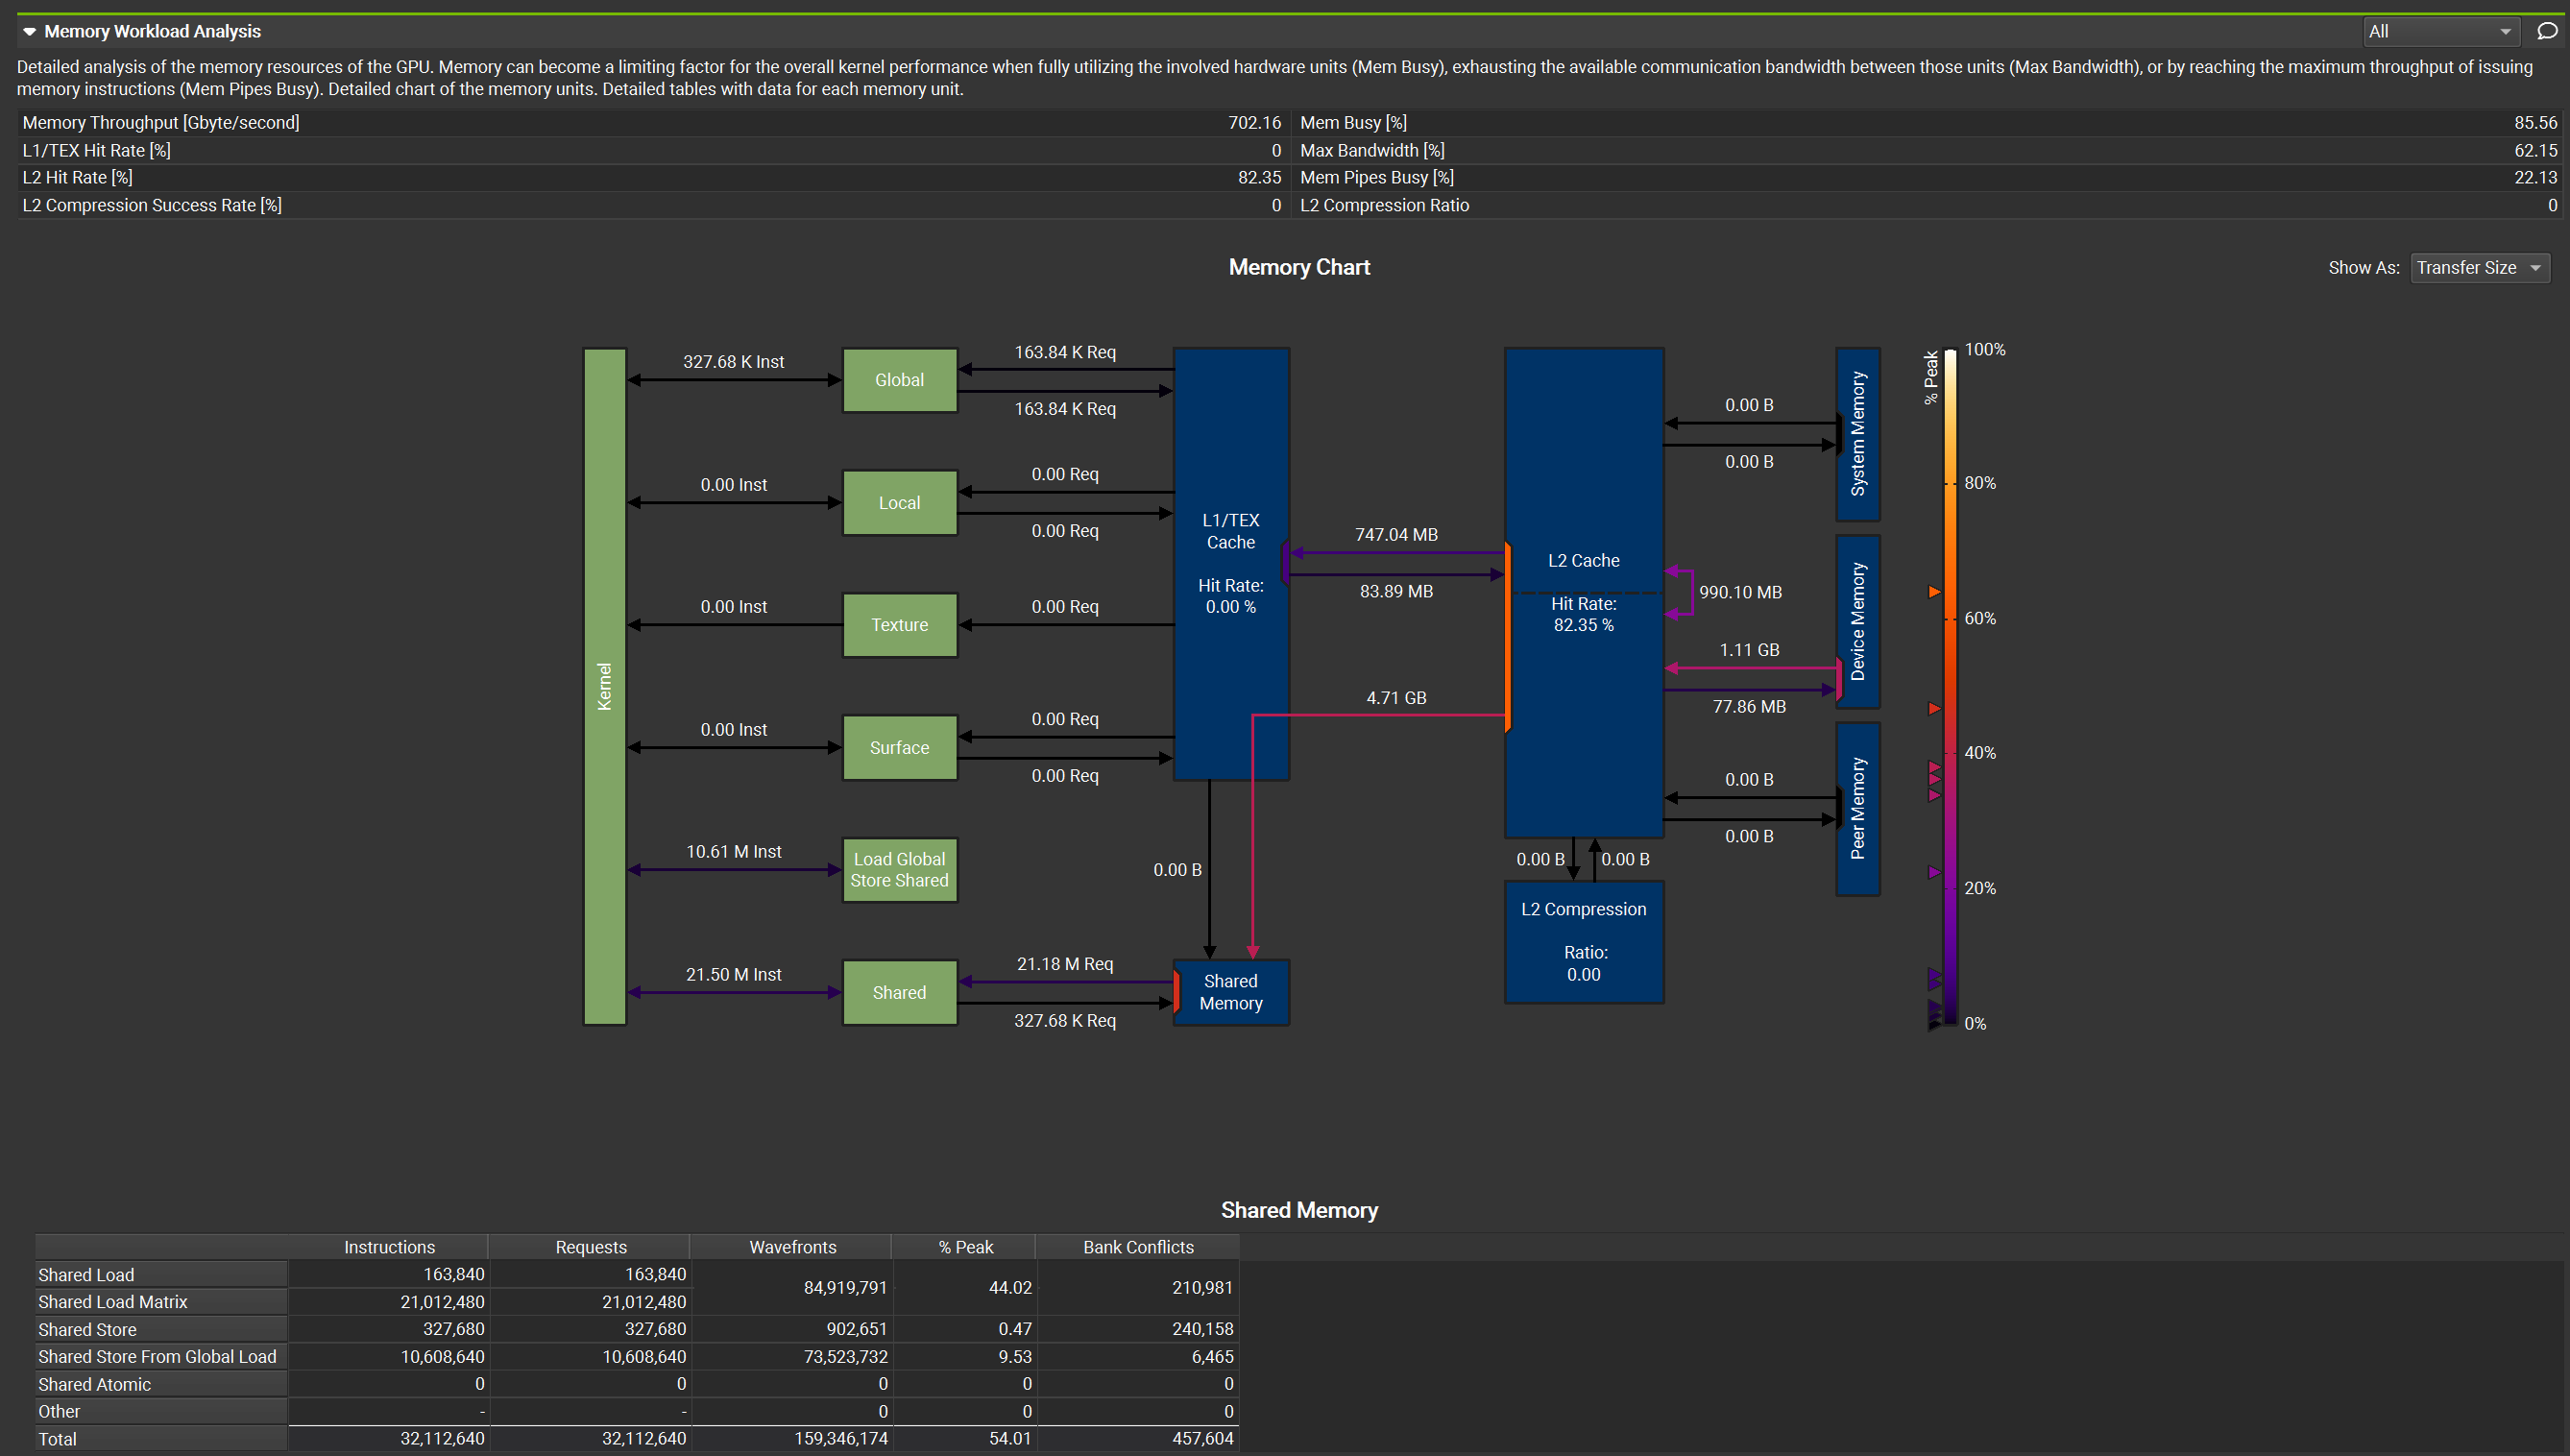 Memory Workload Analysis
All
Detailed analysis of the memory resources of the GPU. Memory can become a limiting factor for the overall kernel performance when fully utilizing the involved hardware units (Mem Busy), exhausting the available communication bandwidth between those units (Max Bandwidth), or by reaching the maximum throughput of issuing
memory instructions (Mem Pipes Busy). Detailed chart of the memory units. Detailed tables with data for each memory unit.
Memory Throughput [Gbyte/second] 702.16 Mem Busy [%] 85.56
L1/TEX Hit Rate [%] 0 Max Bandwidth [%] 62.15
L2 Hit Rate [%] 82.35 Mem Pipes Busy [%] 22.13
L2 Compression Success Rate [%] 0 L2 Compression Ratio 0
Memory Chart
Show As: Transfer Size
Kernel
327.68 K Inst
Global
163.84 K Req
163.84 K Req
0.00 Inst
Local
0.00 Req
0.00 Req
0.00 Inst
Texture
0.00 Req
0.00 Inst
Surface
0.00 Req
0.00 Req
10.61 M Inst
Load Global
Store Shared
21.50 M Inst
Shared
21.18 M Req
327.68 K Req
L1/TEX
Cache
Hit Rate:
0.00 %
0.00 B
Shared
Memory
747.04 MB
83.89 MB
4.71 GB
L2 Cache
Hit Rate:
82.35 %
990.10 MB
0.00 B
0.00 B
L2 Compression
Ratio:
0.00
0.00 B
0.00 B
System Memory
1.11 GB
77.86 MB
Device Memory
0.00 B
0.00 B
Peer Memory
% Peak
100%
80%
60%
40%
20%
0%
Shared Memory
Instructions Requests Wavefronts % Peak Bank Conflicts
Shared Load 163,840 163,840
84,919,791 44.02 210,981
Shared Load Matrix 21,012,480 21,012,480
Shared Store 327,680 327,680 902,651 0.47 240,158
Shared Store From Global Load 10,608,640 10,608,640 73,523,732 9.53 6,465
Shared Atomic 0 0 0 0 0
Other - - 0 0 0
Total 32,112,640 32,112,640 159,346,174 54.01 457,604